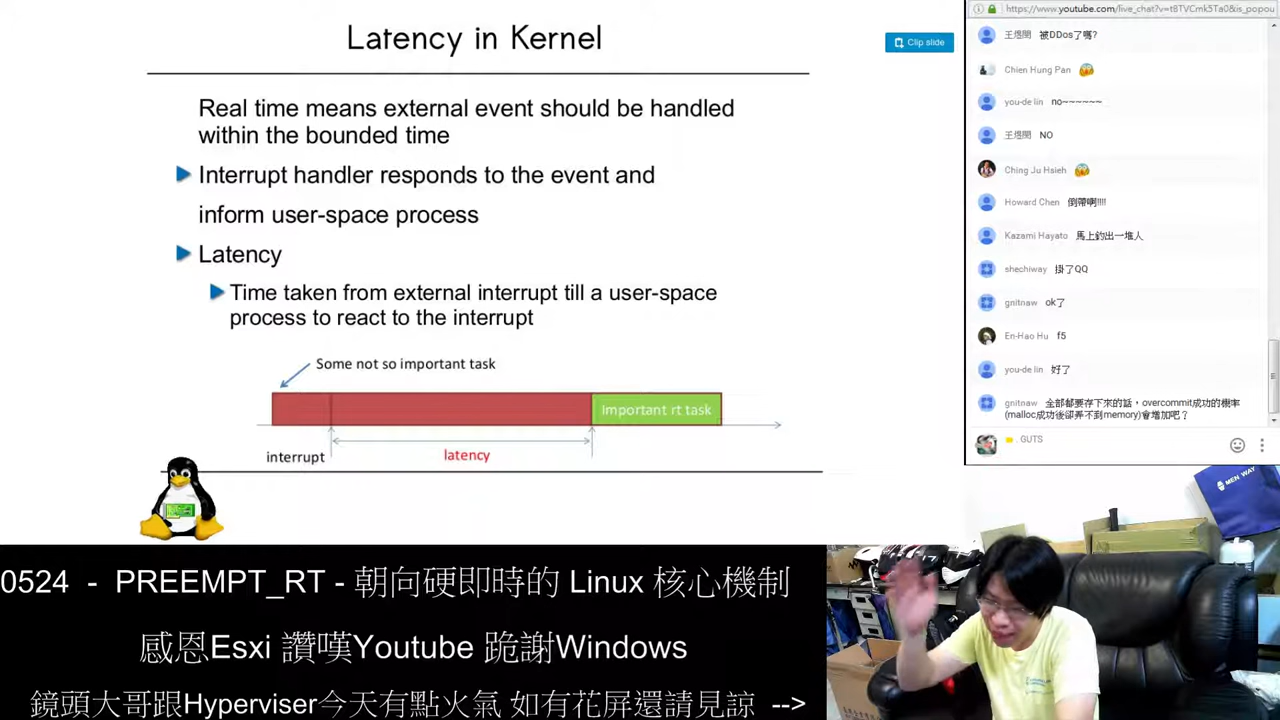 Latency in Kernel
Clip slide
Real time means external event should be handled
within the bounded time
Interrupt handler responds to the event and
inform user-space process
Latency
Time taken from external interrupt till a user-space
process to react to the interrupt
Some not so important task
Important rt task
interrupt
latency
https://www.youtube.com/live_chat?v=t8TVCmk5Ta0&is_popou
被DDos了嗎?
Chien Hung Pan
you-de lin no~~~~~~
NO
Ching Ju Hsieh
Howard Chen 倒帶喇!!!!
Kazami Hayato 馬上釣出一堆人
shechiway 掛了QQ
gnitnaw ok了
En-Hao Hu f5
you-de lin 好了
gnitnaw 全部都要存下來的話，overcommit成功的機率
(malloc成功後卻弄不到memory)會增加吧？
. GUTS
MEN WAY
0524 - PREEMPT_RT - 朝向硬即時的 Linux 核心機制
感恩Esxi 讚嘆Youtube 跪謝Windows
鏡頭大哥跟Hyperviser今天有點火氣 如有花屏還請見諒 -->